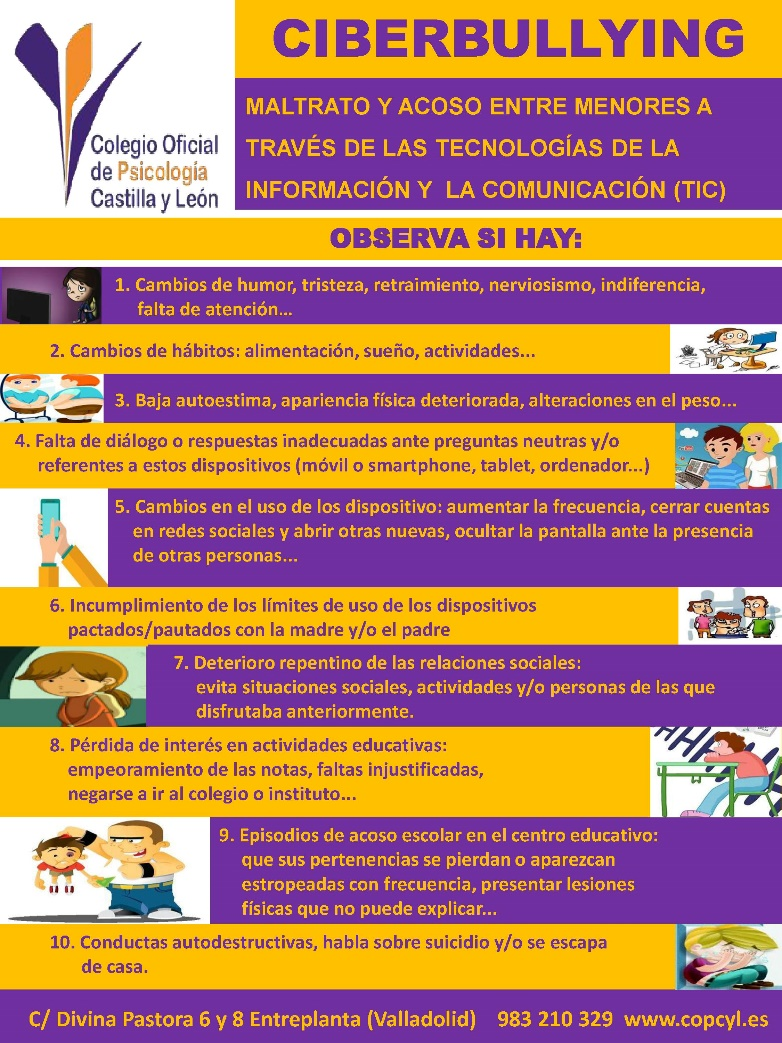 Colegio Oficial
de Psicología
Castilla y León
CIBERBULLYING
MALTRATO Y ACOSO ENTRE MENORES A
TRAVÉS DE LAS TECNOLOGÍAS DE LA
INFORMACIÓN Y LA COMUNICACIÓN (TIC)
OBSERVA SI HAY:
1. Cambios de humor, tristeza, retraimiento, nerviosismo, indiferencia,
falta de atención...
2. Cambios de hábitos: alimentación, sueño, actividades...
3. Baja autoestima, apariencia física deteriorada, alteraciones en el peso...
4. Falta de diálogo o respuestas inadecuadas ante preguntas neutras y/o
referentes a estos dispositivos (móvil o smartphone, tablet, ordenador...)
5. Cambios en el uso de los dispositivo: aumentar la frecuencia, cerrar cuentas
en redes sociales y abrir otras nuevas, ocultar la pantalla ante la presencia
de otras personas...
6. Incumplimiento de los límites de uso de los dispositivos
pactados/pautados con la madre y/o el padre
7. Deterioro repentino de las relaciones sociales:
evita situaciones sociales, actividades y/o personas de las que
disfrutaba anteriormente.
8. Pérdida de interés en actividades educativas:
empeoramiento de las notas, faltas injustificadas,
negarse a ir al colegio o instituto...
9. Episodios de acoso escolar en el centro educativo:
que sus pertenencias se pierdan o aparezcan
estropeadas con frecuencia, presentar lesiones
físicas que no puede explicar...
10. Conductas autodestructivas, habla sobre suicidio y/o se escapa
de casa.
C/ Divina Pastora 6 y 8 Entreplanta (Valladolid) 983 210 329 www.copcyl.es